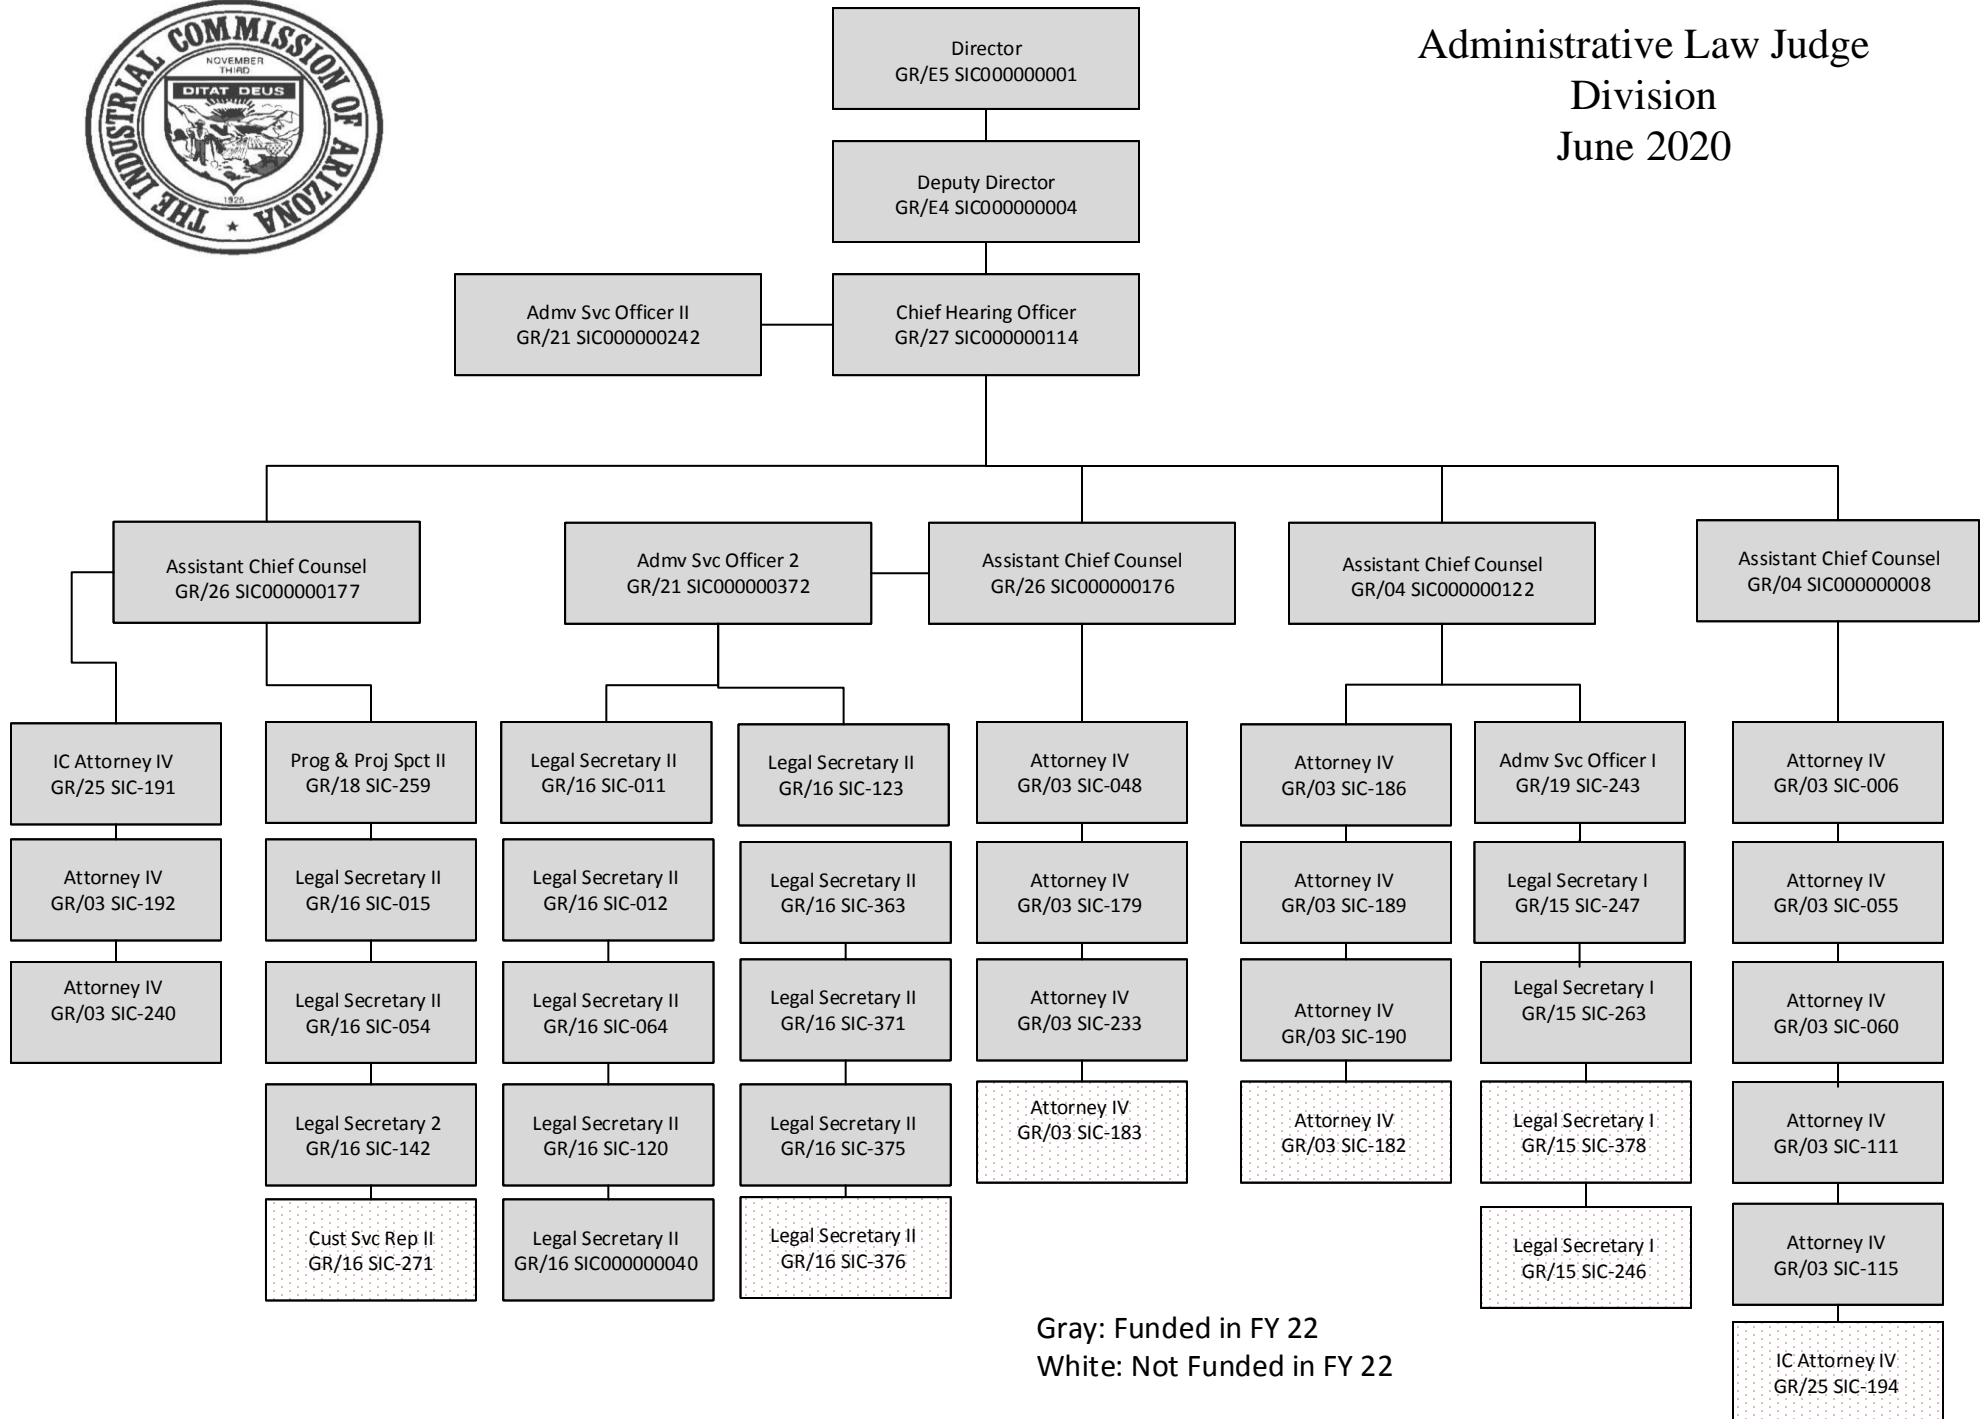 THE INDUSTRIAL COMMISSION OF ARIZONA
NOVEMBER
THIRD
DITAT DEUS
1925
Administrative Law Judge
Division
June 2020
Director
GR/E5 SIC000000001
Deputy Director
GR/E4 SIC000000004
Admv Svc Officer II
GR/21 SIC000000242
Chief Hearing Officer
GR/27 SIC000000114
Assistant Chief Counsel
GR/26 SIC000000177
Admv Svc Officer 2
GR/21 SIC000000372
Assistant Chief Counsel
GR/26 SIC000000176
Assistant Chief Counsel
GR/04 SIC000000122
Assistant Chief Counsel
GR/04 SIC000000008
IC Attorney IV
GR/25 SIC-191
Attorney IV
GR/03 SIC-192
Attorney IV
GR/03 SIC-240
Prog & Proj Spct II
GR/18 SIC-259
Legal Secretary II
GR/16 SIC-015
Legal Secretary II
GR/16 SIC-054
Legal Secretary 2
GR/16 SIC-142
Cust Svc Rep II
GR/16 SIC-271
Legal Secretary II
GR/16 SIC-011
Legal Secretary II
GR/16 SIC-012
Legal Secretary II
GR/16 SIC-064
Legal Secretary II
GR/16 SIC-120
Legal Secretary II
GR/16 SIC000000040
Legal Secretary II
GR/16 SIC-123
Legal Secretary II
GR/16 SIC-363
Legal Secretary II
GR/16 SIC-371
Legal Secretary II
GR/16 SIC-375
Legal Secretary II
GR/16 SIC-376
Attorney IV
GR/03 SIC-048
Attorney IV
GR/03 SIC-179
Attorney IV
GR/03 SIC-233
Attorney IV
GR/03 SIC-183
Attorney IV
GR/03 SIC-186
Attorney IV
GR/03 SIC-189
Attorney IV
GR/03 SIC-190
Attorney IV
GR/03 SIC-182
Admv Svc Officer I
GR/19 SIC-243
Legal Secretary I
GR/15 SIC-247
Legal Secretary I
GR/15 SIC-263
Legal Secretary I
GR/15 SIC-378
Legal Secretary I
GR/15 SIC-246
Attorney IV
GR/03 SIC-006
Attorney IV
GR/03 SIC-055
Attorney IV
GR/03 SIC-060
Attorney IV
GR/03 SIC-111
Attorney IV
GR/03 SIC-115
IC Attorney IV
GR/25 SIC-194
Gray: Funded in FY 22
White: Not Funded in FY 22